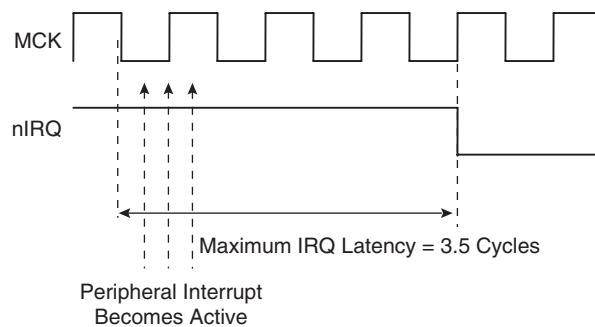 MCK
nIRQ
Maximum IRQ Latency = 3.5 Cycles
Peripheral Interrupt
Becomes Active